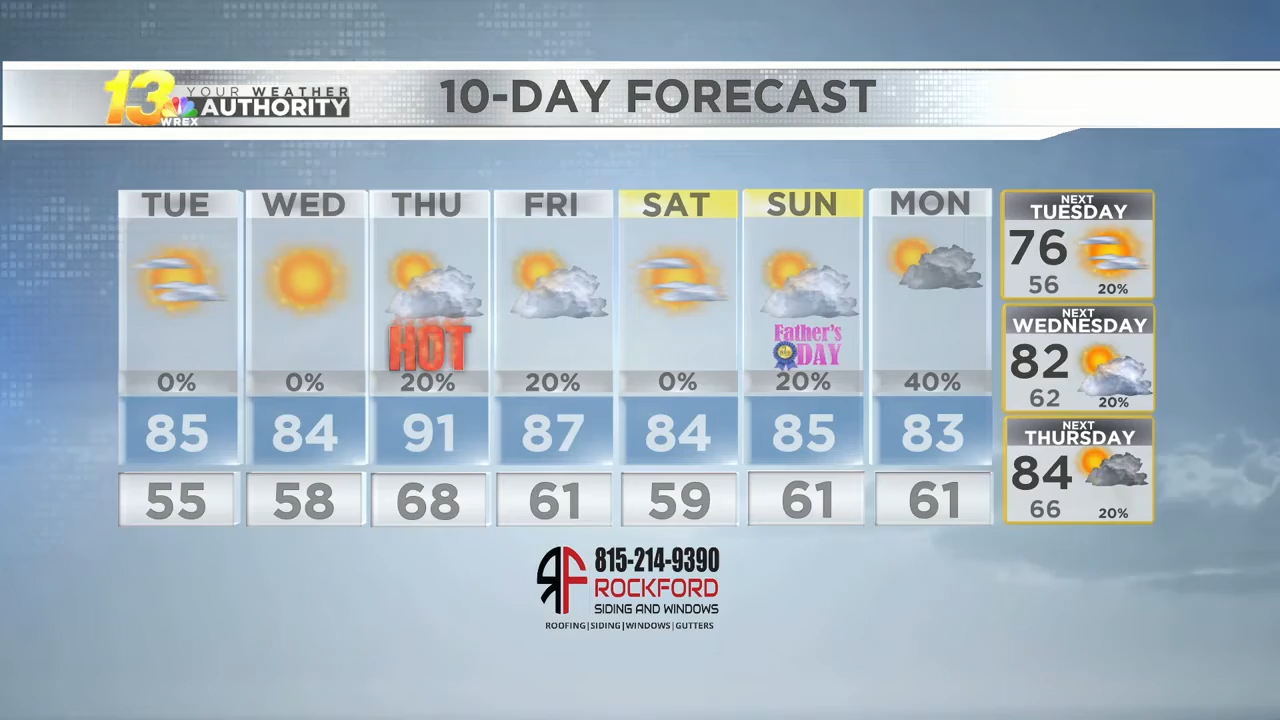 13
WREX
YOUR WEATHER
AUTHORITY
10-DAY FORECAST
TUE
0%
85
55
WED
0%
84
58
THU
HOT
20%
91
68
FRI
20%
87
61
SAT
0%
84
59
SUN
Father's
DAY
20%
85
61
MON
40%
83
61
NEXT
TUESDAY
76
56
20%
NEXT
WEDNESDAY
82
62
20%
NEXT
THURSDAY
84
66
20%
RF
815-214-9390
ROCKFORD
SIDING AND WINDOWS
ROOFING|SIDING|WINDOWS|GUTTERS